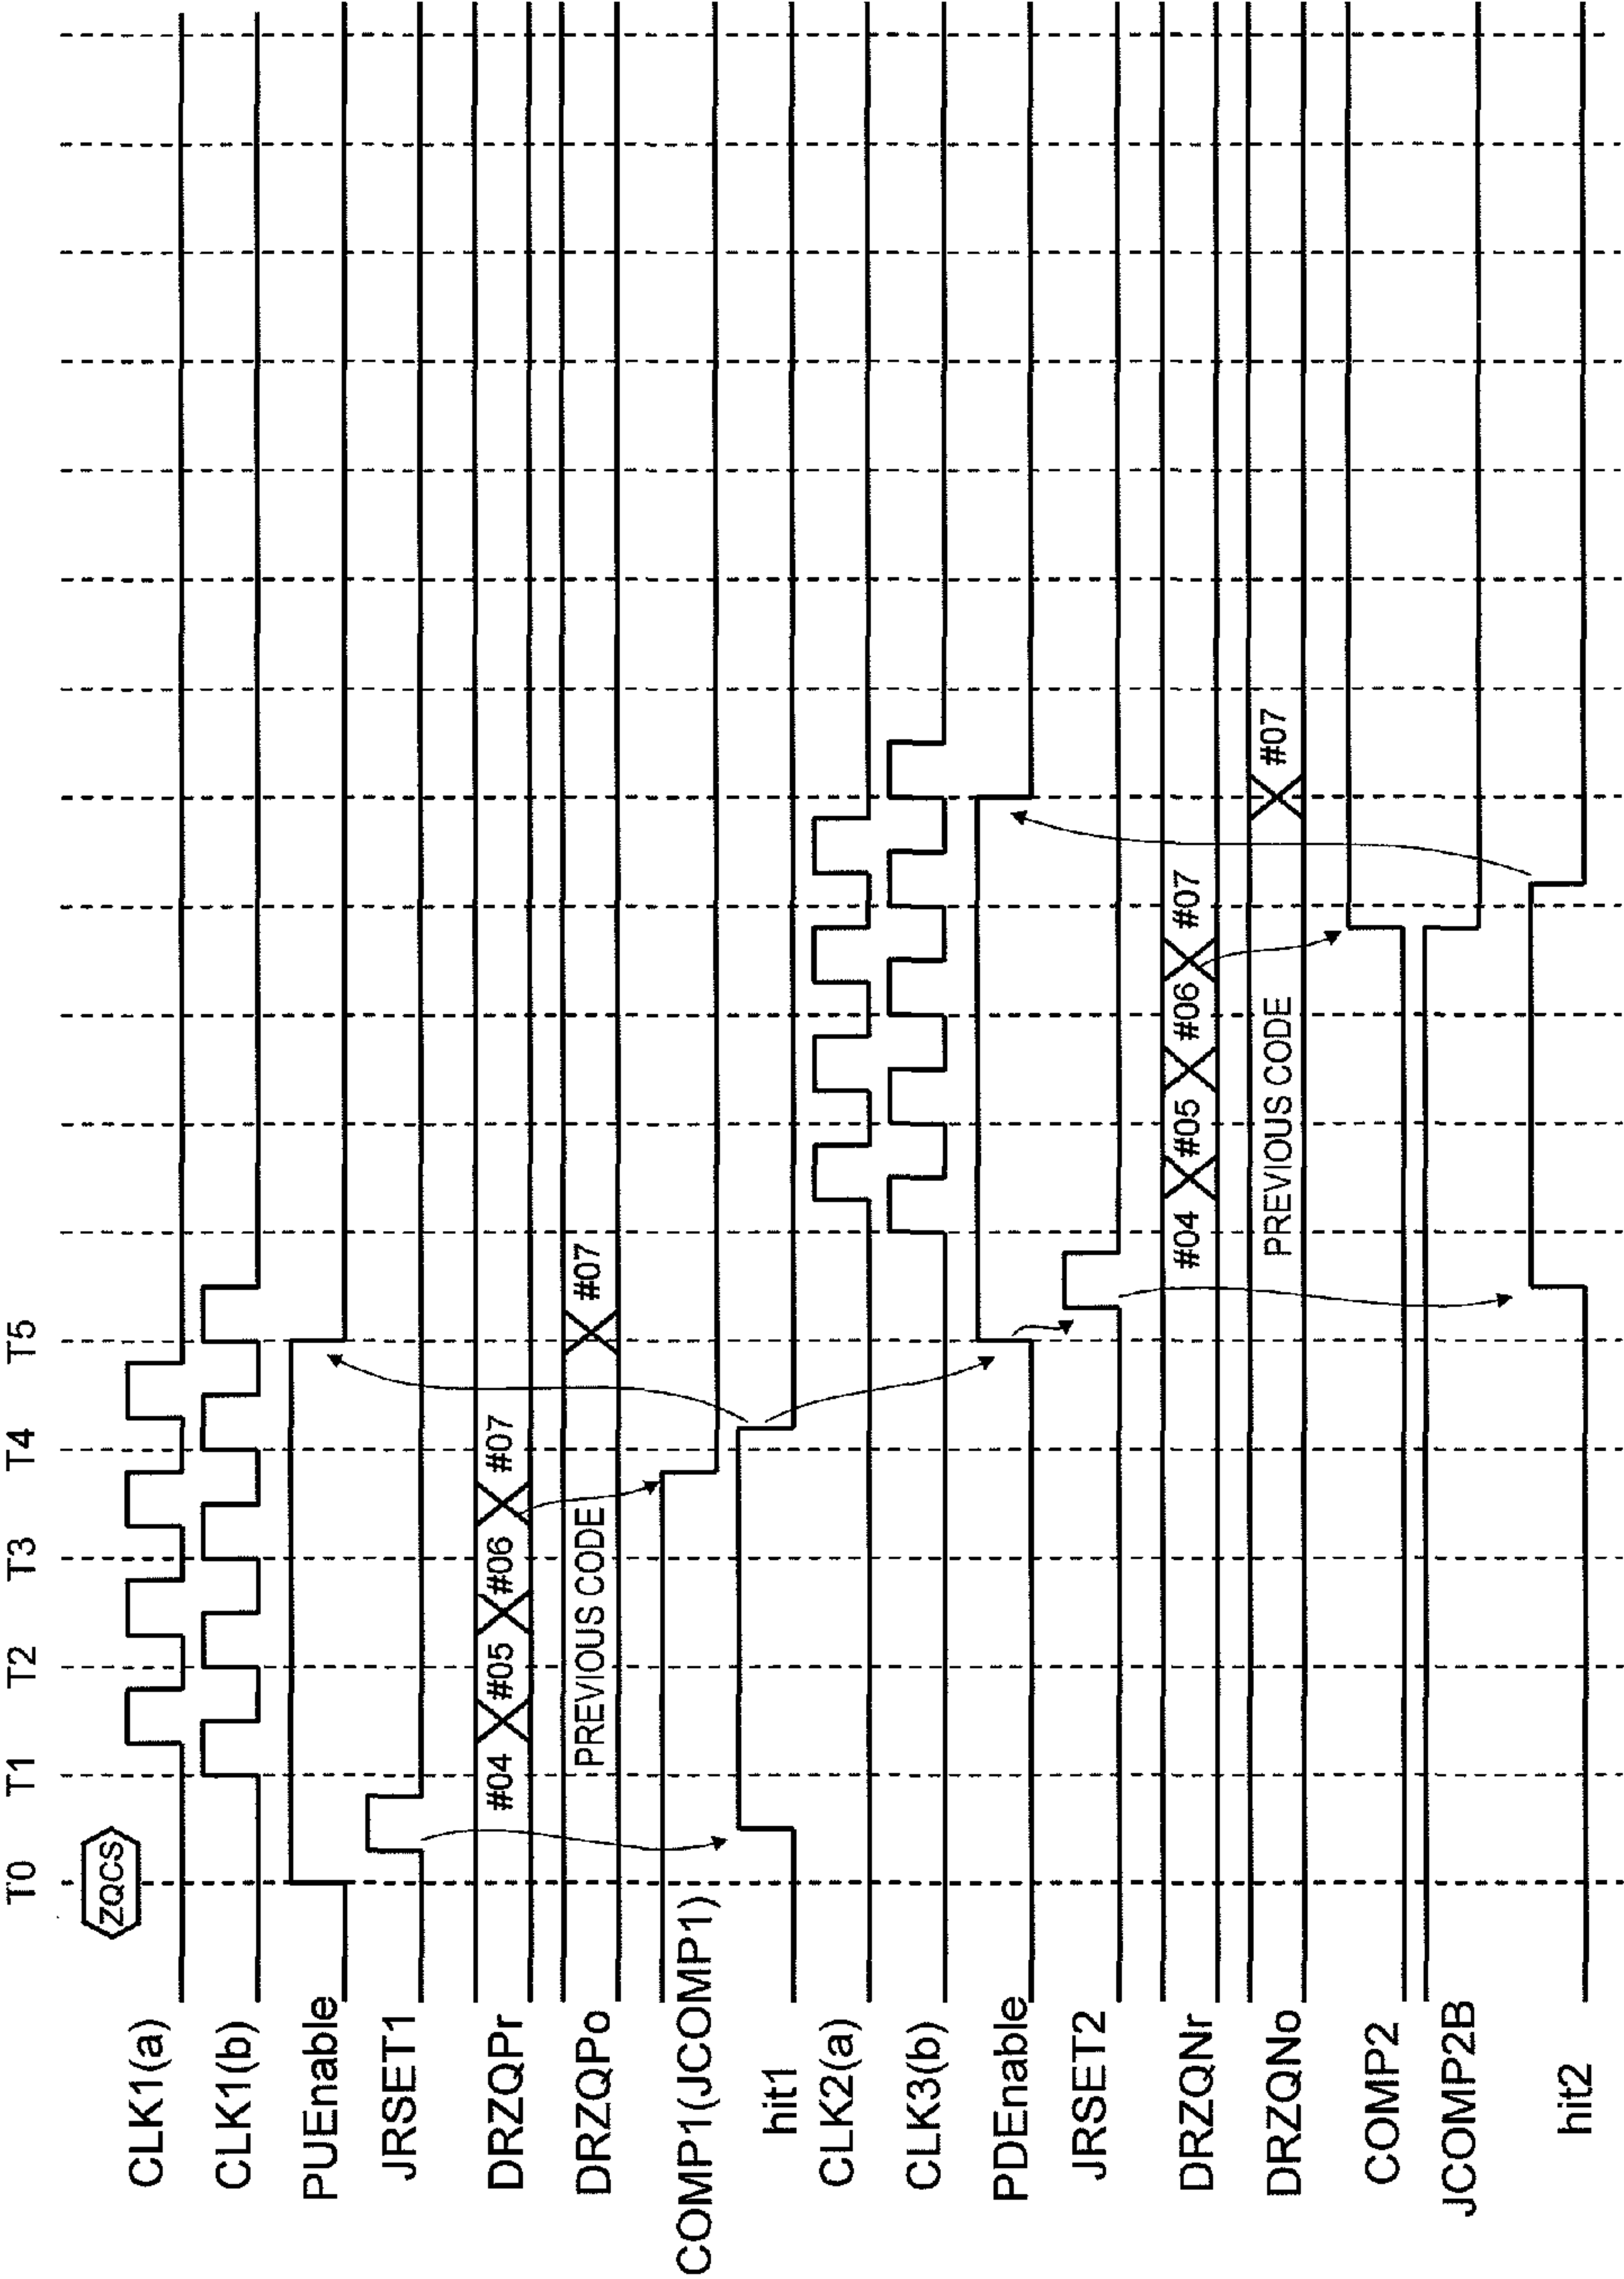 T0 T1 T2 T3 T4 T5
ZQCS
CLK1(a)
CLK1(b)
PUEnable
JRSET1
DRZQPr #04 #05 #06 #07
DRZQPo PREVIOUS CODE #07
COMP1(JCOMP1)
hit1
CLK2(a)
CLK3(b)
PDEnable
JRSET2
DRZQNr #04 #05 #06 #07
DRZQNo PREVIOUS CODE #07
COMP2
JCOMP2B
hit2